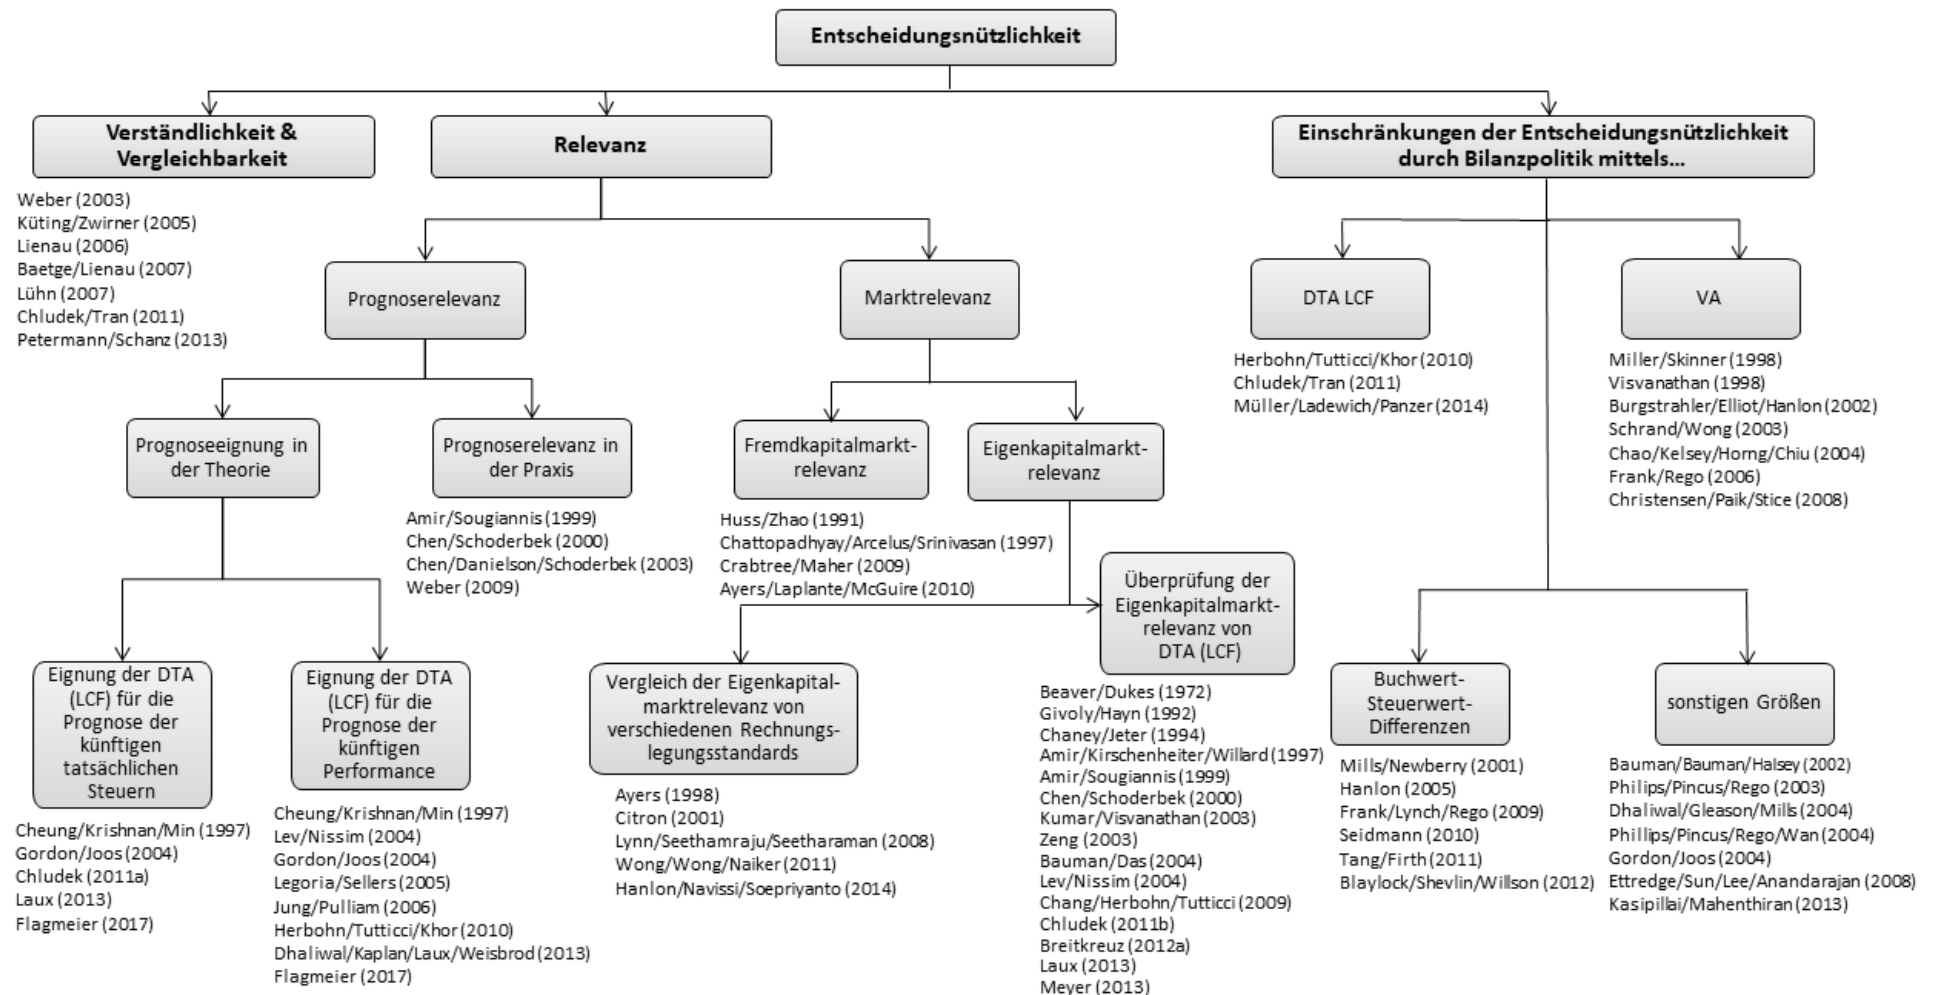 Entscheidungsnützlichkeit
Verständlichkeit &
Vergleichbarkeit
Weber (2003)
Küting/Zwirner (2005)
Lienau (2006)
Baetge/Lienau (2007)
Lühn (2007)
Chludek/Tran (2011)
Petermann/Schanz (2013)
Relevanz
Prognoserelevanz
Prognoseeignung in
der Theorie
Eignung der DTA
(LCF) für die
Prognose der
künftigen
tatsächlichen
Steuern
Cheung/Krishnan/Min (1997)
Gordon/Joos (2004)
Chludek (2011a)
Laux (2013)
Flagmeier (2017)
Eignung der DTA
(LCF) für die
Prognose der
künftigen
Performance
Cheung/Krishnan/Min (1997)
Lev/Nissim (2004)
Gordon/Joos (2004)
Legoria/Sellers (2005)
Jung/Pulliam (2006)
Herbohn/Tutticci/Khor (2010)
Dhaliwal/Kaplan/Laux/Weisbrod (2013)
Flagmeier (2017)
Prognoserelevanz in
der Praxis
Amir/Sougiannis (1999)
Chen/Schoderbek (2000)
Chen/Danielson/Schoderbek (2003)
Weber (2009)
Marktrelevanz
Fremdkapitalmarkt-
relevanz
Huss/Zhao (1991)
Chattopadhyay/Arcelus/Srinivasan (1997)
Crabtree/Maher (2009)
Ayers/Laplante/McGuire (2010)
Eigenkapitalmarkt-
relevanz
Vergleich der Eigenkapital-
marktrelevanz von
verschiedenen Rechnungs-
legungsstandards
Ayers (1998)
Citron (2001)
Lynn/Seethamraju/Seetharaman (2008)
Wong/Wong/Naiker (2011)
Hanlon/Navissi/Soepriyanto (2014)
Überprüfung der
Eigenkapitalmarkt-
relevanz von
DTA (LCF)
Beaver/Dukes (1972)
Givoly/Hayn (1992)
Chaney/Jeter (1994)
Amir/Kirschenheiter/Willard (1997)
Amir/Sougiannis (1999)
Chen/Schoderbek (2000)
Kumar/Visvanathan (2003)
Zeng (2003)
Bauman/Das (2004)
Lev/Nissim (2004)
Chang/Herbohn/Tutticci (2009)
Chludek (2011b)
Breitkreuz (2012a)
Laux (2013)
Meyer (2013)
Einschränkungen der Entscheidungsnützlichkeit
durch Bilanzpolitik mittels...
DTA LCF
Herbohn/Tutticci/Khor (2010)
Chludek/Tran (2011)
Müller/Ladewich/Panzer (2014)
VA
Miller/Skinner (1998)
Visvanathan (1998)
Burgstrahler/Elliot/Hanlon (2002)
Schrand/Wong (2003)
Chao/Kelsey/Horng/Chiu (2004)
Frank/Rego (2006)
Christensen/Paik/Stice (2008)
Buchwert-
Steuerwert-
Differenzen
Mills/Newberry (2001)
Hanlon (2005)
Frank/Lynch/Rego (2009)
Seidmann (2010)
Tang/Firth (2011)
Blaylock/Shevlin/Willson (2012)
sonstigen Größen
Bauman/Bauman/Halsey (2002)
Philips/Pincus/Rego (2003)
Dhaliwal/Gleason/Mills (2004)
Phillips/Pincus/Rego/Wan (2004)
Gordon/Joos (2004)
Ettredge/Sun/Lee/Anandarajan (2008)
Kasipillai/Mahenthiran (2013)